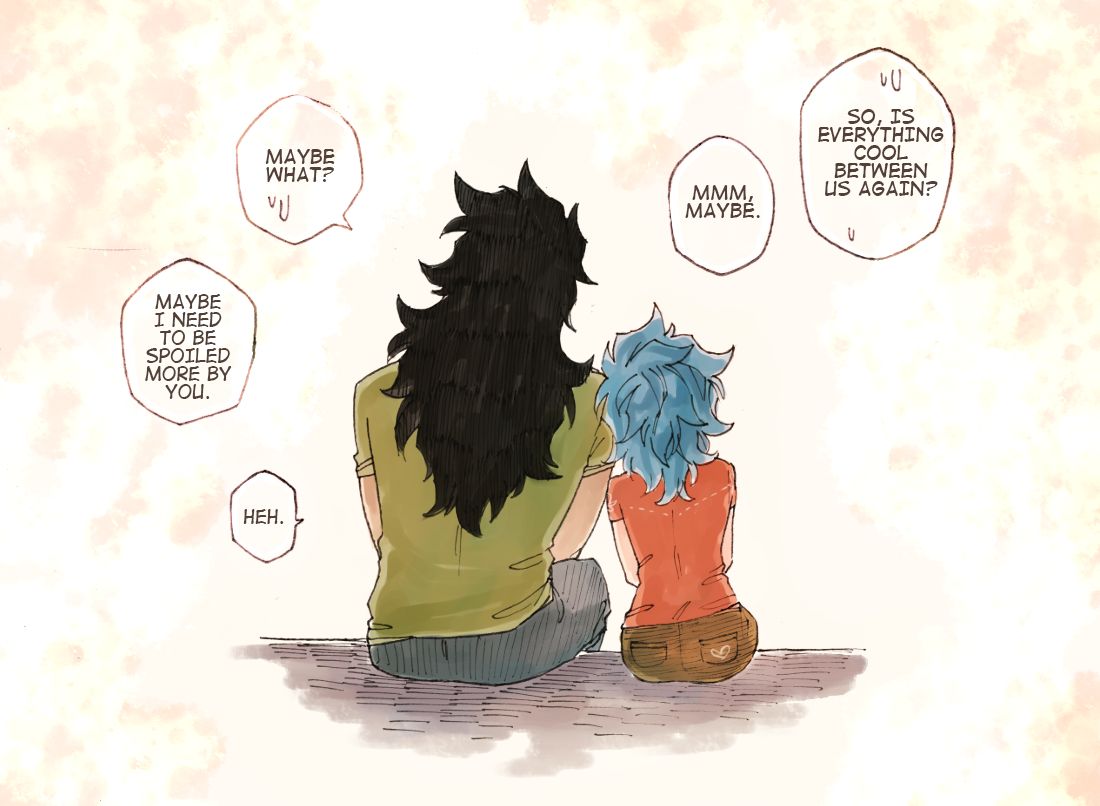 SO, IS
EVERYTHING
COOL
BETWEEN
US AGAIN?
MMM,
MAYBE.
MAYBE
WHAT?
MAYBE
I NEED
TO BE
SPOILED
MORE BY
YOU.
HEH.